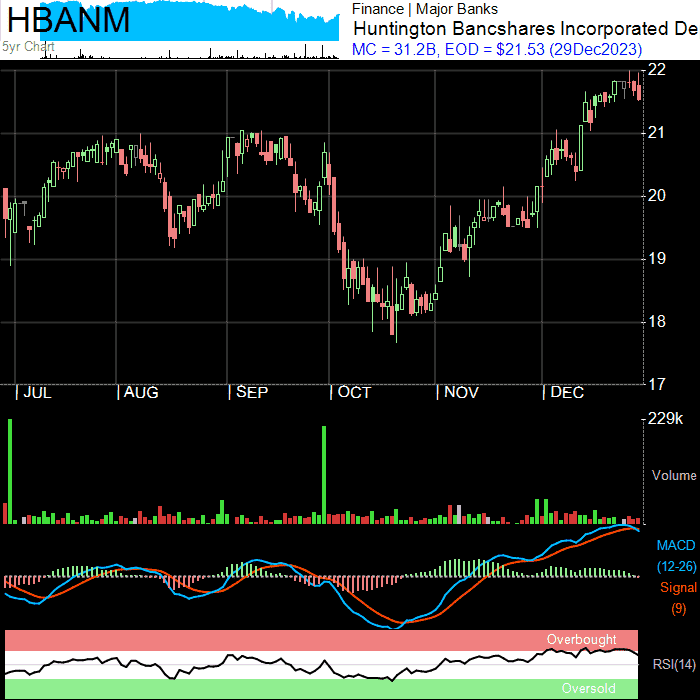 HBANM
5yr Chart
Finance | Major Banks
Huntington Bancshares Incorporated De
MC = 31.2B, EOD = $21.53 (29Dec2023)
22
21
20
19
18
17
| JUL | AUG | SEP | OCT | NOV | DEC
229k
Volume
MACD
(12-26)
Signal
(9)
Overbought
RSI(14)
Oversold